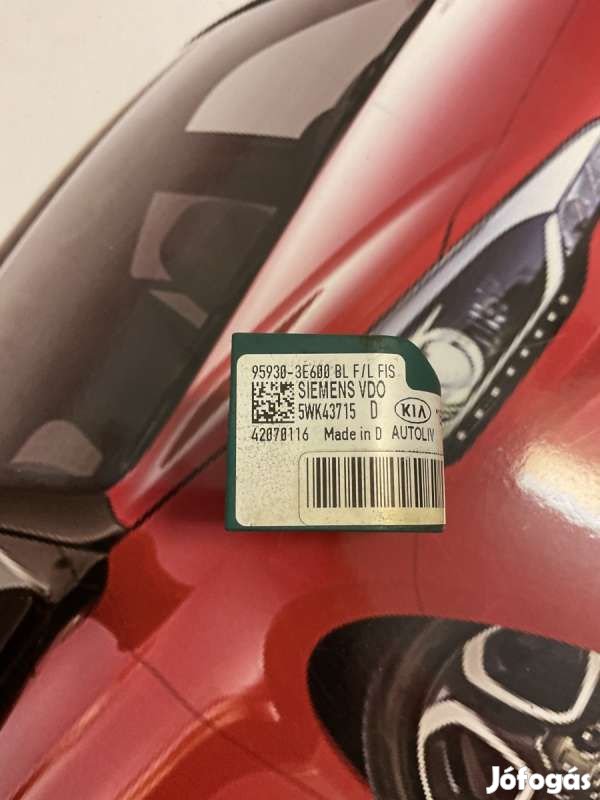 95930-3E600 BL F/L FIS
SIEMENS VDO
5WK43715 D KIA
42070116 Made in D AUTOLIV
Jófogás